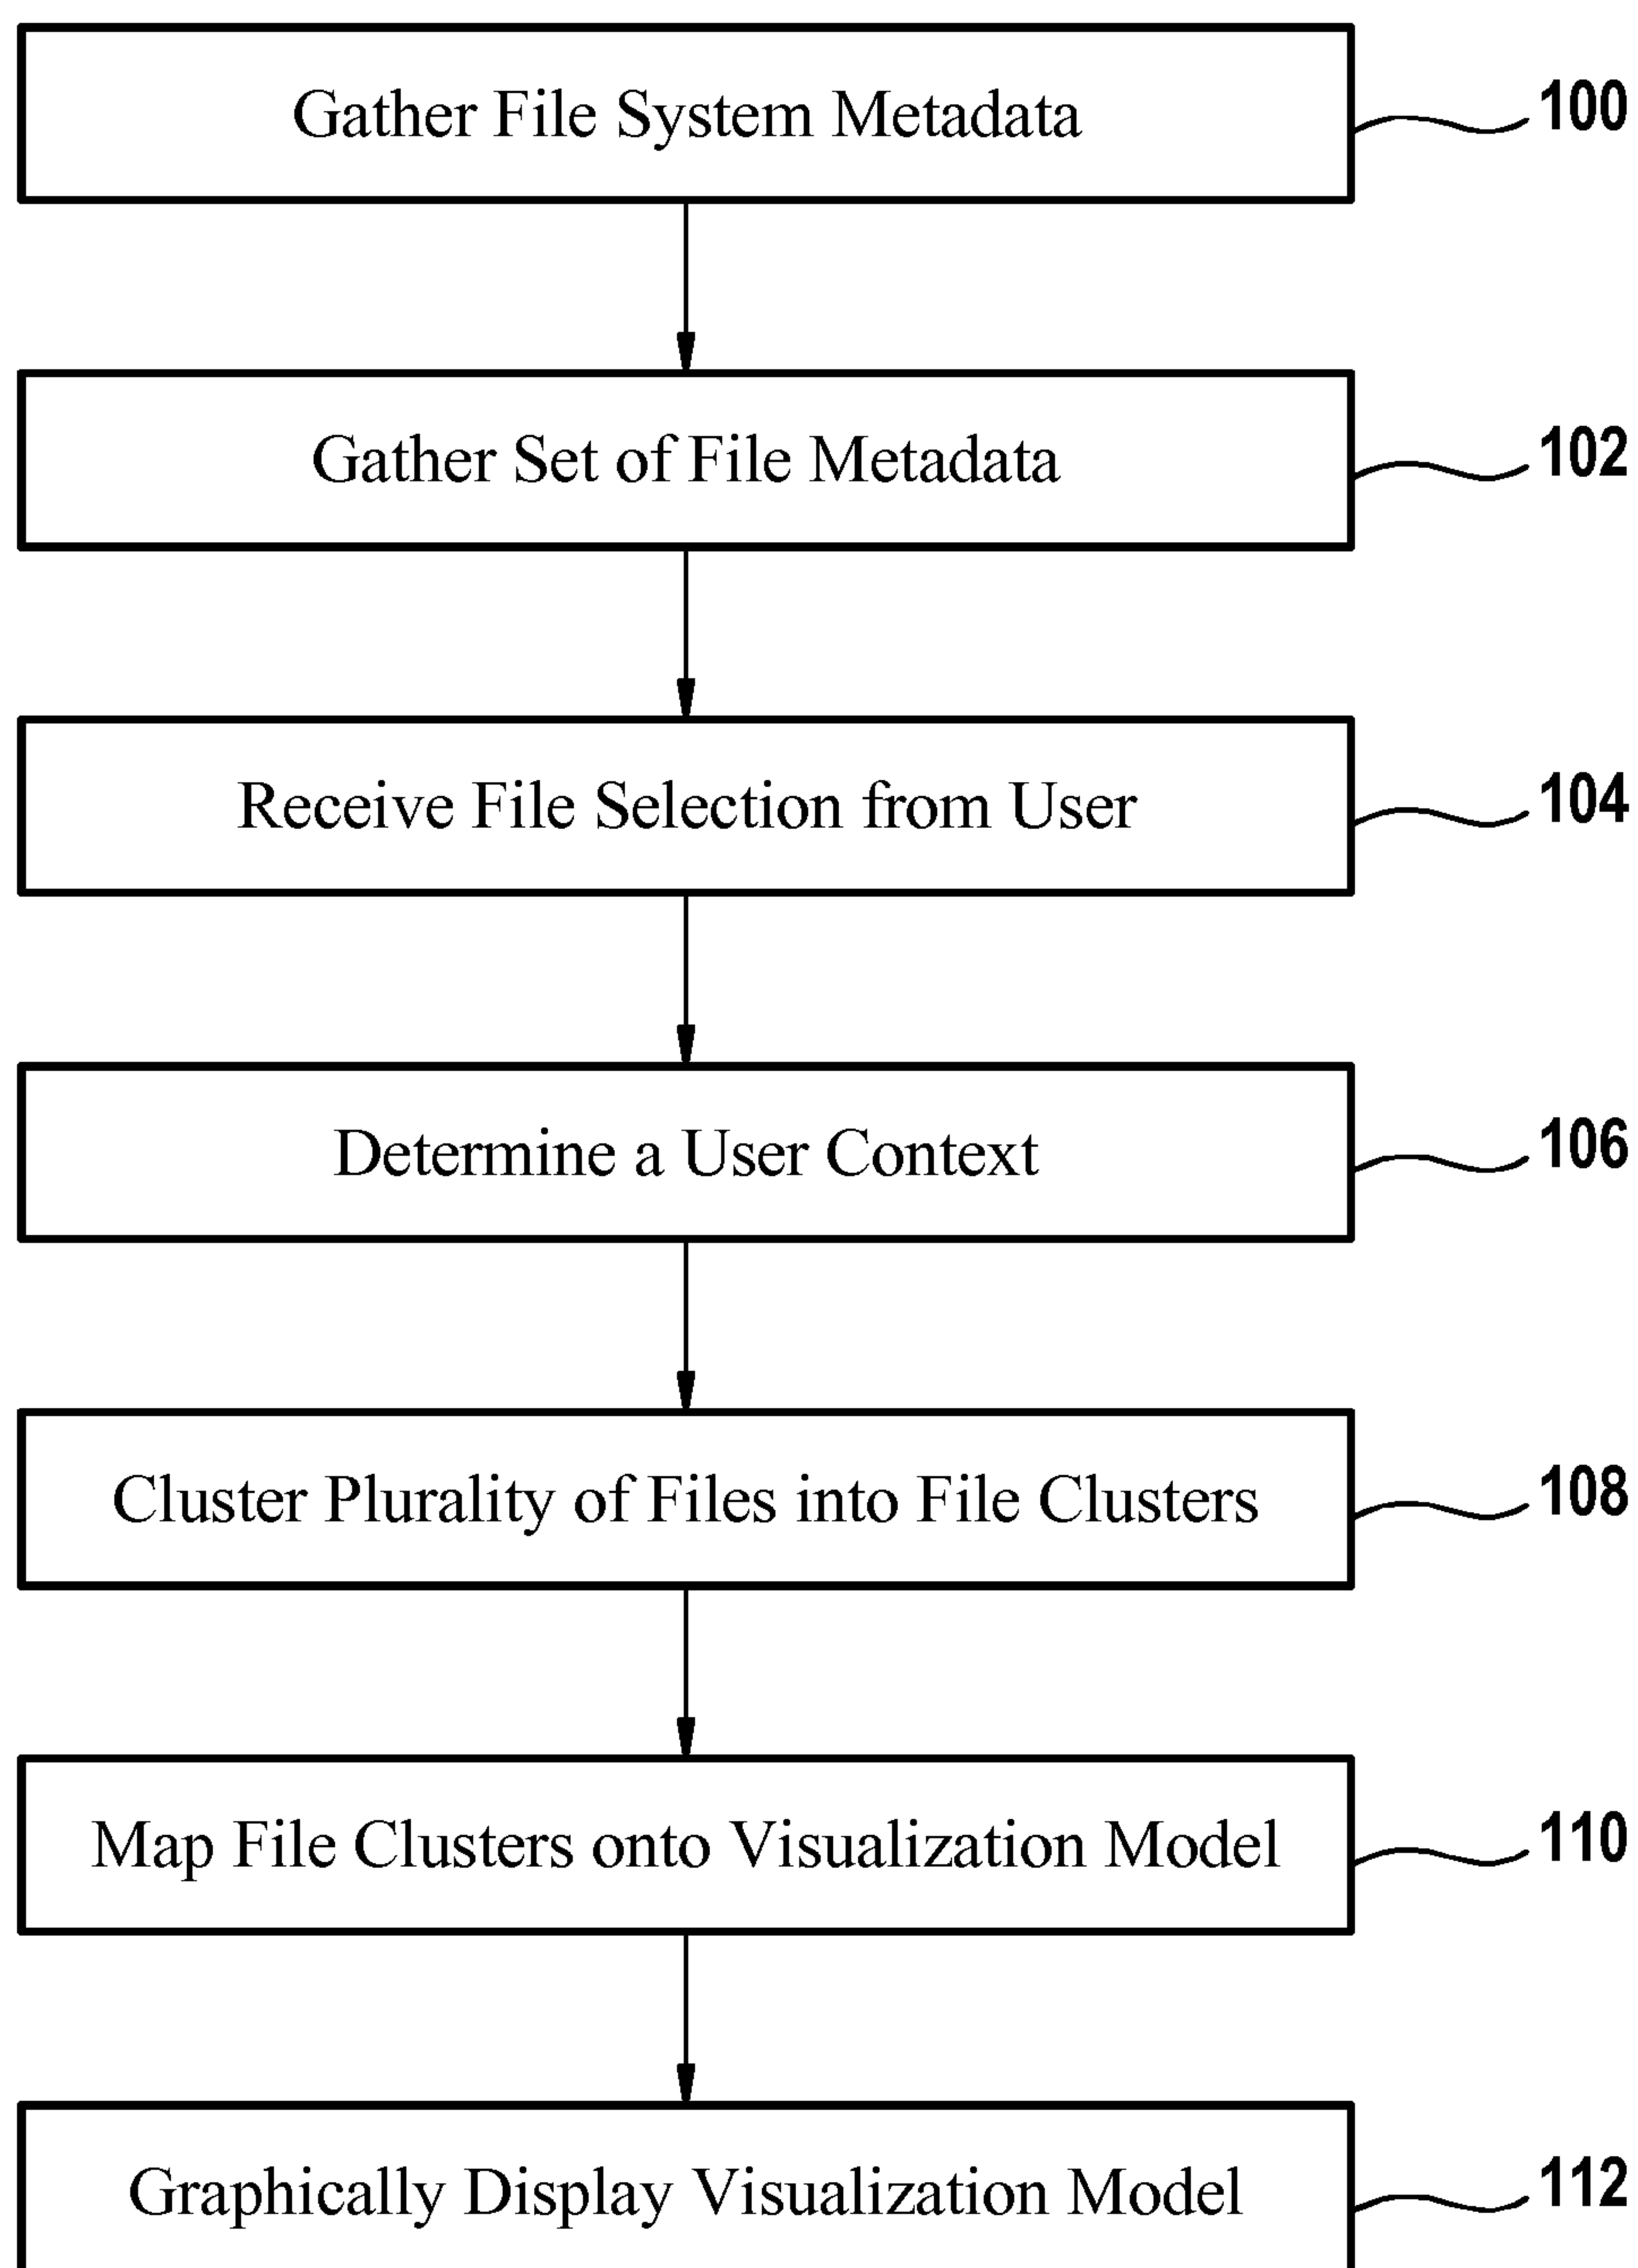 Gather File System Metadata
100
Gather Set of File Metadata
102
Receive File Selection from User
104
Determine a User Context
106
Cluster Plurality of Files into File Clusters
108
Map File Clusters onto Visualization Model
110
Graphically Display Visualization Model
112